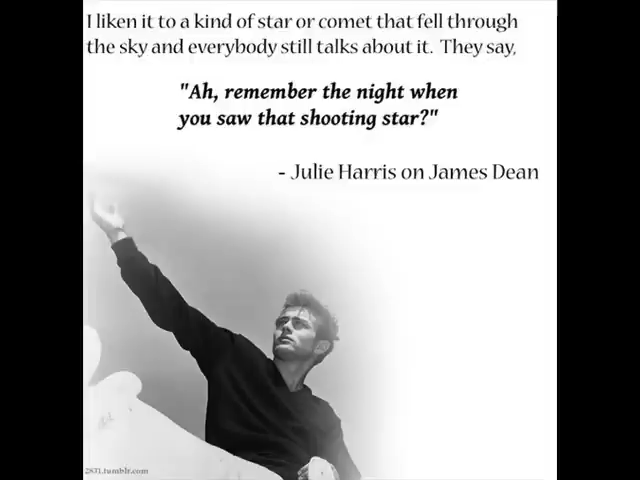 I liken it to a kind of star or comet that fell through
the sky and everybody still talks about it. They say,
"Ah, remember the night when
you saw that shooting star?"
- Julie Harris on James Dean
2831.tumblr.com